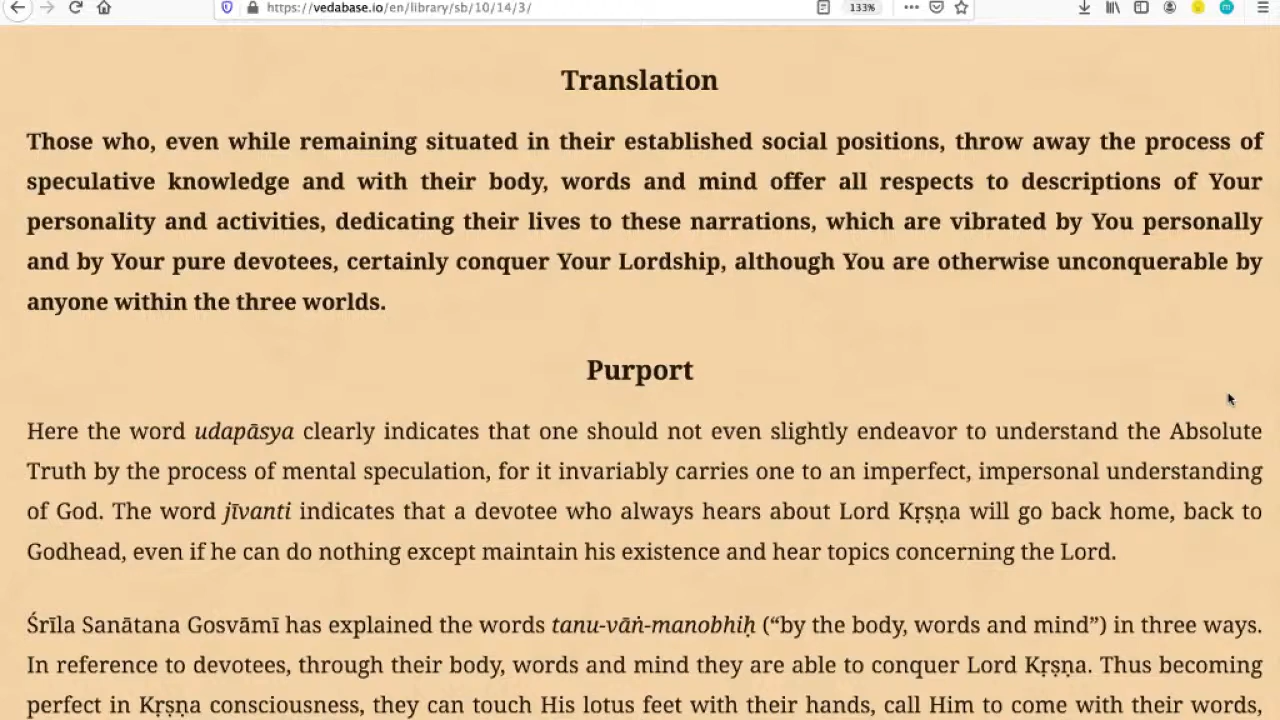 https://vedabase.io/en/library/sb/10/14/3/
133%
Translation
Those who, even while remaining situated in their established social positions, throw away the process of
speculative knowledge and with their body, words and mind offer all respects to descriptions of Your
personality and activities, dedicating their lives to these narrations, which are vibrated by You personally
and by Your pure devotees, certainly conquer Your Lordship, although You are otherwise unconquerable by
anyone within the three worlds.
Purport
Here the word udapāsya clearly indicates that one should not even slightly endeavor to understand the Absolute
Truth by the process of mental speculation, for it invariably carries one to an imperfect, impersonal understanding
of God. The word jīvanti indicates that a devotee who always hears about Lord Kṛṣṇa will go back home, back to
Godhead, even if he can do nothing except maintain his existence and hear topics concerning the Lord.
Śrīla Sanātana Gosvāmī has explained the words tanu-vāṅ-manobhiḥ (“by the body, words and mind”) in three ways.
In reference to devotees, through their body, words and mind they are able to conquer Lord Kṛṣṇa. Thus becoming
perfect in Kṛṣṇa consciousness, they can touch His lotus feet with their hands, call Him to come with their words,